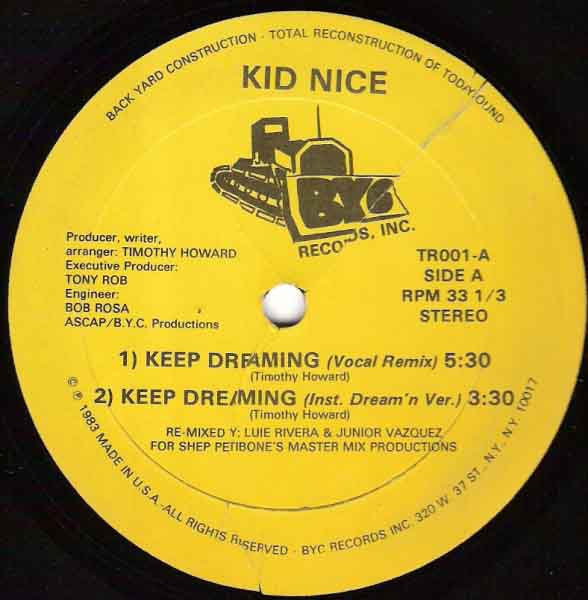 BACK YARD CONSTRUCTION - TOTAL RECONSTRUCTION OF TODAY SOUND
KID NICE
BYC
RECORDS, INC.
Producer, writer,
arranger: TIMOTHY HOWARD
Executive Producer:
TONY ROB
Engineer:
BOB ROSA
ASCAP/B.Y.C. Productions
TR001-A
SIDE A
RPM 33 1/3
STEREO
1) KEEP DREAMING (Vocal Remix) 5:30
(Timothy Howard)
2) KEEP DREAMING (Inst. Dream'n Ver.) 3:30
(Timothy Howard)
RE-MIXED Y: LUIE RIVERA & JUNIOR VAZQUEZ
FOR SHEP PETIBONE'S MASTER MIX PRODUCTIONS
© ℗ 1983 MADE IN U.S.A. - ALL RIGHTS RESERVED - BYC RECORDS INC. 320 W. 37 ST., N.Y., N.Y. 10017